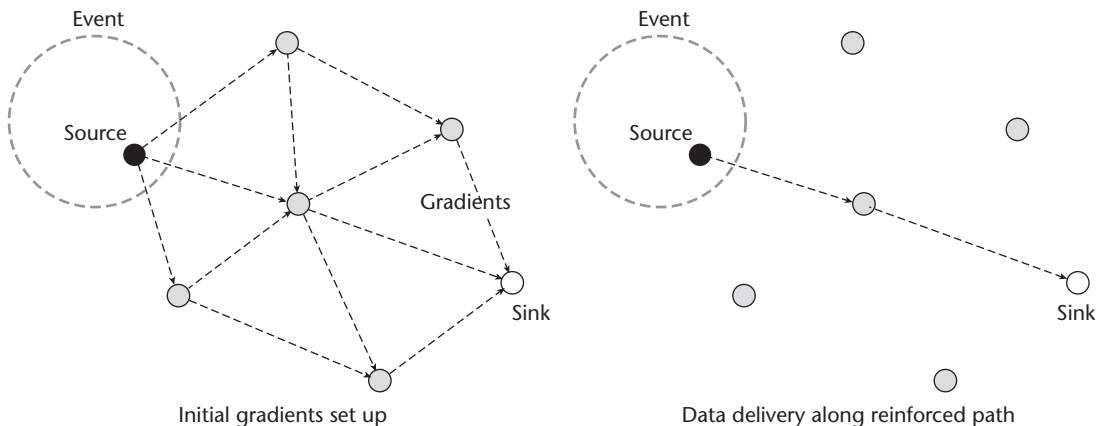 Event
Source
Gradients
Sink
Initial gradients set up
Event
Source
Sink
Data delivery along reinforced path